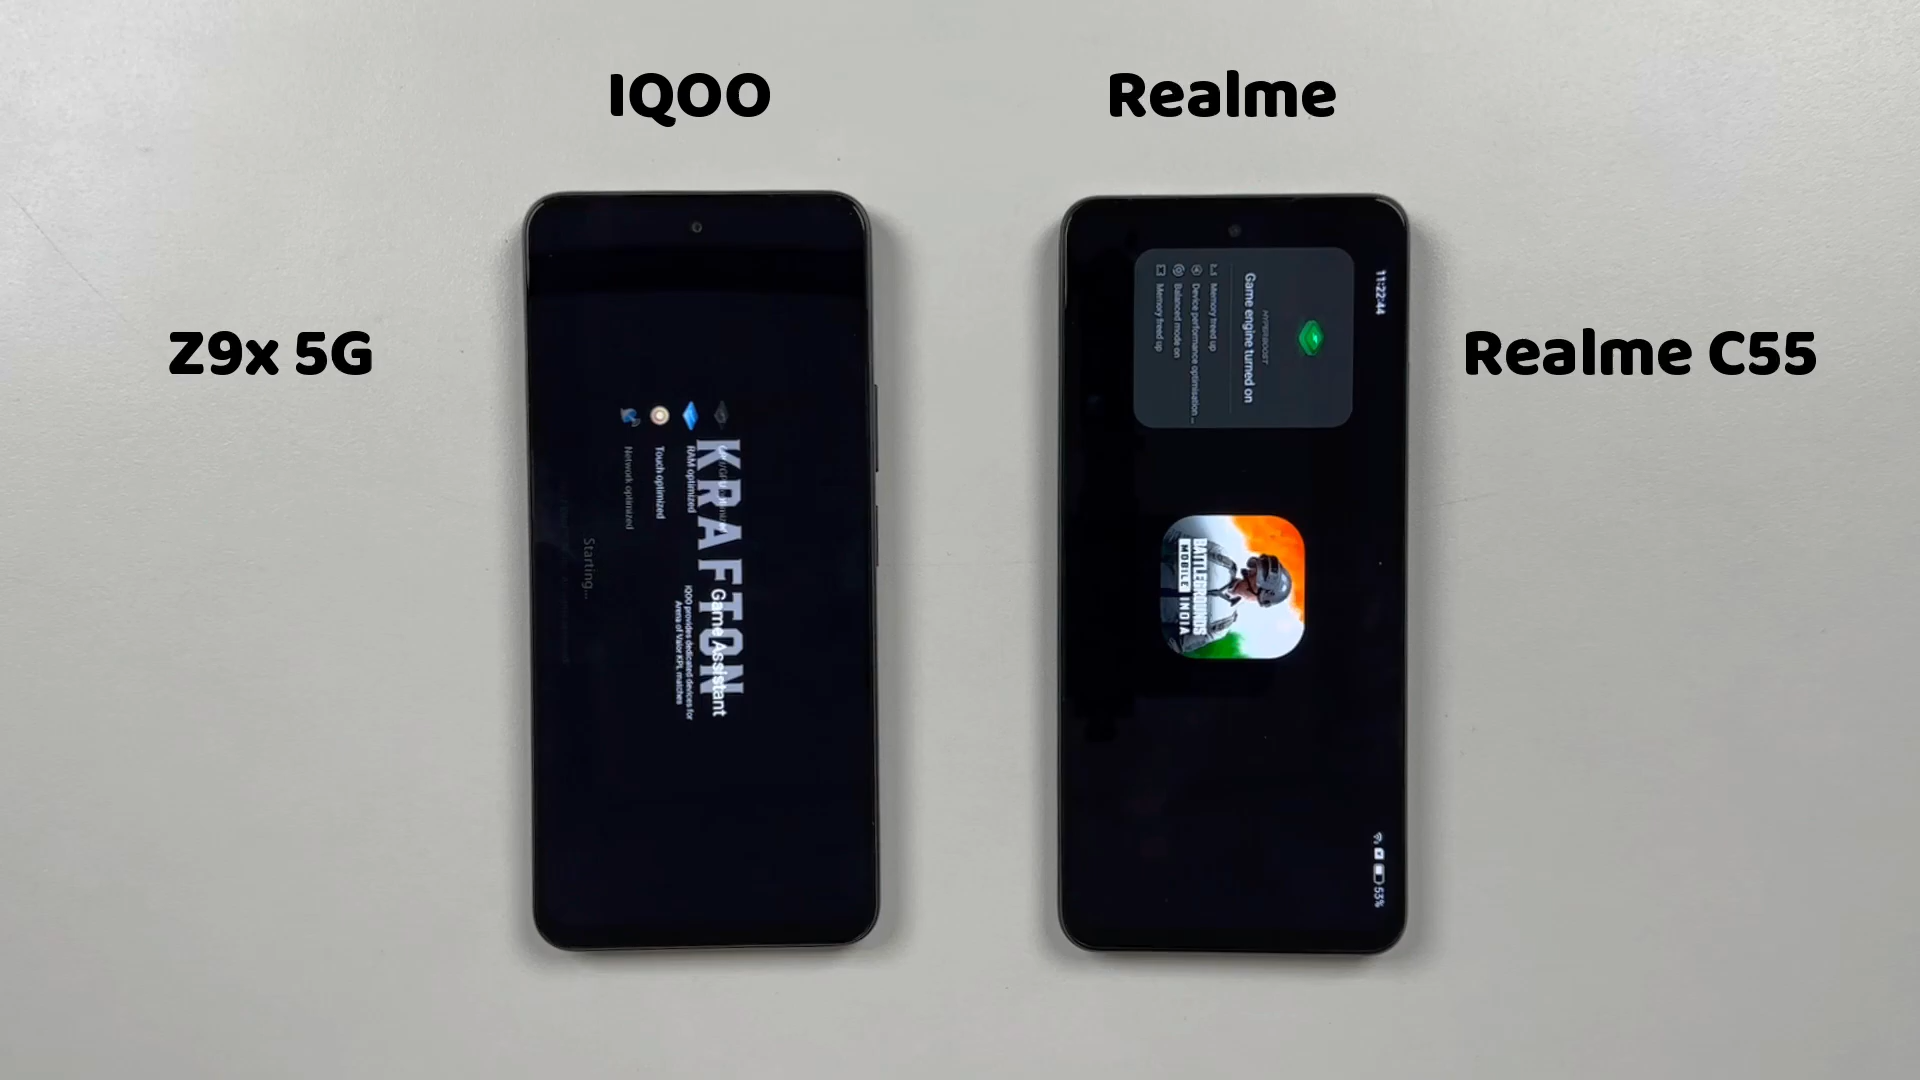 IQOO
Realme
Z9x 5G
Realme C55
KRAFTON
RAM optimized
Touch optimized
Network optimized
Starting...
Game Assistant
iQOO provides dedicated devices for
Arena of Valor KPL matches
11:22:44
53%
HYPERBOOST
Game engine turned on
Memory freed up
Device performance optimisation ...
Balanced mode on
Memory freed up
BATTLEGROUNDS
MOBILE INDIA